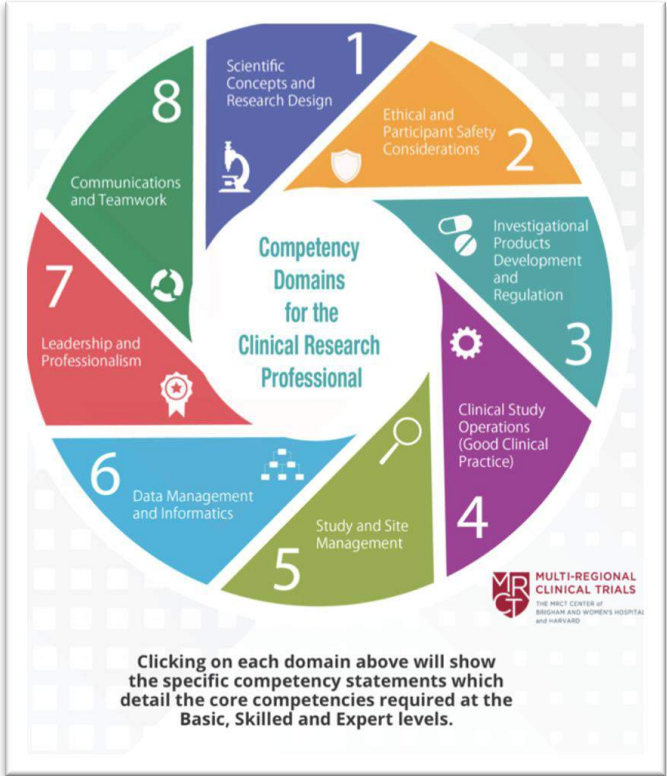 1
Scientific
Concepts and
Research Design
Ethical and
Participant Safety
Considerations
2
Investigational
Products
Development
and
Regulation
3
Clinical Study
Operations
(Good Clinical
Practice)
4
Study and Site
Management
5
6
Data Management
and Informatics
7
Leadership and
Professionalism
8
Communications
and Teamwork
Competency
Domains
for the
Clinical Research
Professional
MRCT
MULTI-REGIONAL
CLINICAL TRIALS
THE MRCT CENTER of
BRIGHAM AND WOMEN'S HOSPITAL
and HARVARD
Clicking on each domain above will show
the specific competency statements which
detail the core competencies required at the
Basic, Skilled and Expert levels.